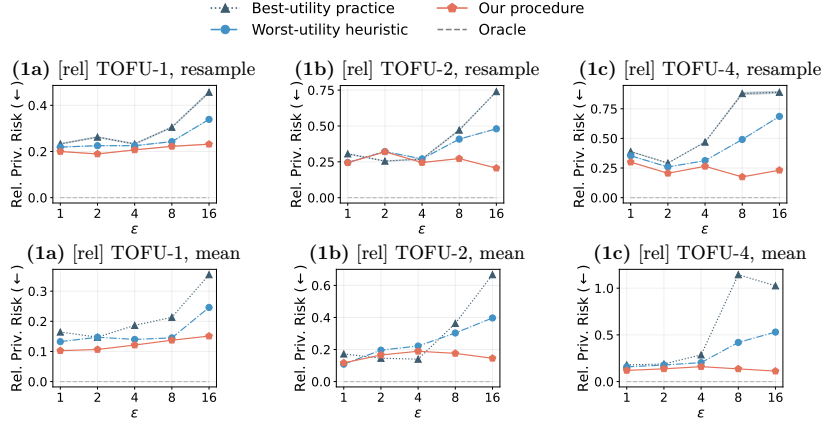 Best-utility practice
Our procedure
Worst-utility heuristic
Oracle
(1a) [rel] TOFU-1, resample
(1b) [rel] TOFU-2, resample
(1c) [rel] TOFU-4, resample
Rel. Priv. Risk (←)
0.4
0.2
0.0
1 2 4 8 16
ε
Rel. Priv. Risk (←)
0.75
0.50
0.25
0.00
1 2 4 8 16
ε
Rel. Priv. Risk (←)
0.75
0.50
0.25
0.00
1 2 4 8 16
ε
(1a) [rel] TOFU-1, mean
(1b) [rel] TOFU-2, mean
(1c) [rel] TOFU-4, mean
Rel. Priv. Risk (←)
0.3
0.2
0.1
0.0
1 2 4 8 16
ε
Rel. Priv. Risk (←)
0.6
0.4
0.2
0.0
1 2 4 8 16
ε
Rel. Priv. Risk (←)
1.0
0.5
0.0
1 2 4 8 16
ε